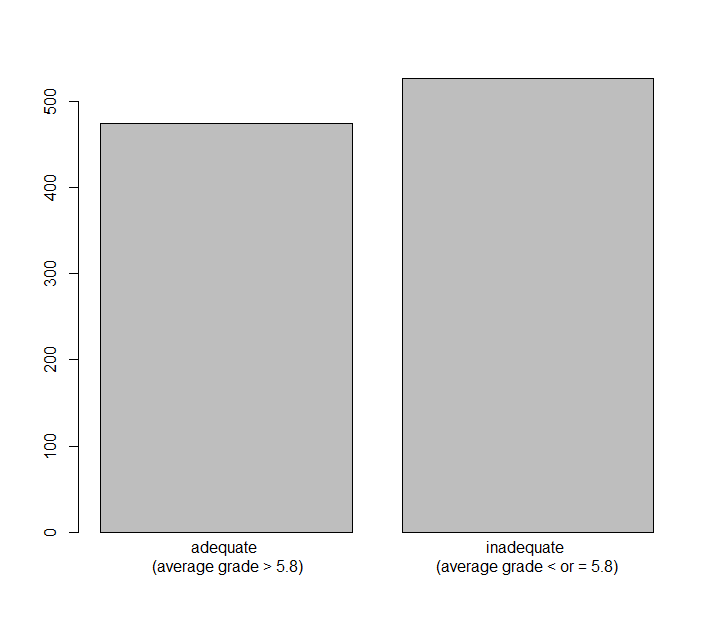 500
400
300
200
100
0
adequate
(average grade > 5.8)
inadequate
(average grade < or = 5.8)